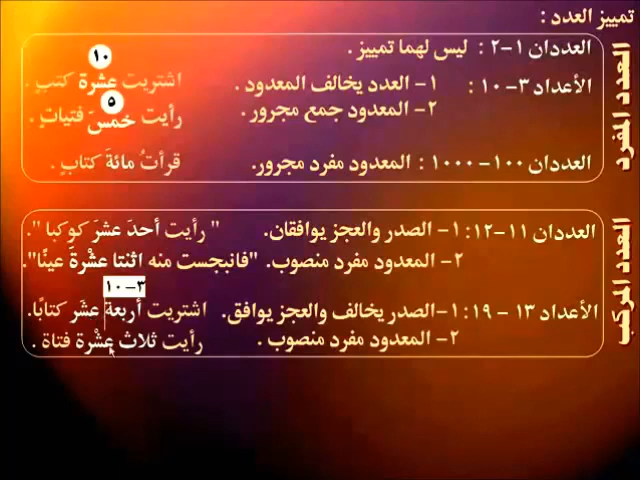 تمييز العدد :
العدد المفرد
العددان ١-٢ : ليس لهما تمييز .
الأعداد ٣-١٠ : ١- العدد يخالف المعدود . اشتريت عشرة كتبٍ .
١٠
٢- المعدود جمع مجرور . رأيت خمسَ فتياتٍ .
٥
العددان ١٠٠-١٠٠٠ : المعدود مفرد مجرور. قرأتُ مائةَ كتابٍ .
العدد المركب
العددان ١١-١٢: ١- الصدر والعجز يوافقان. " رأيت أحدَ عشرَ كوكبا ".
٢- المعدود مفرد منصوب. "فانبجست منه اثنتا عشْرة عينًا".
٣-١٠
الأعداد ١٣ - ١٩ : ١-الصدر يخالف والعجز يوافق. اشتريت أربعة عشَر كتابًا.
٢- المعدود مفرد منصوب . رأيت ثلاث عشْرة فتاة .